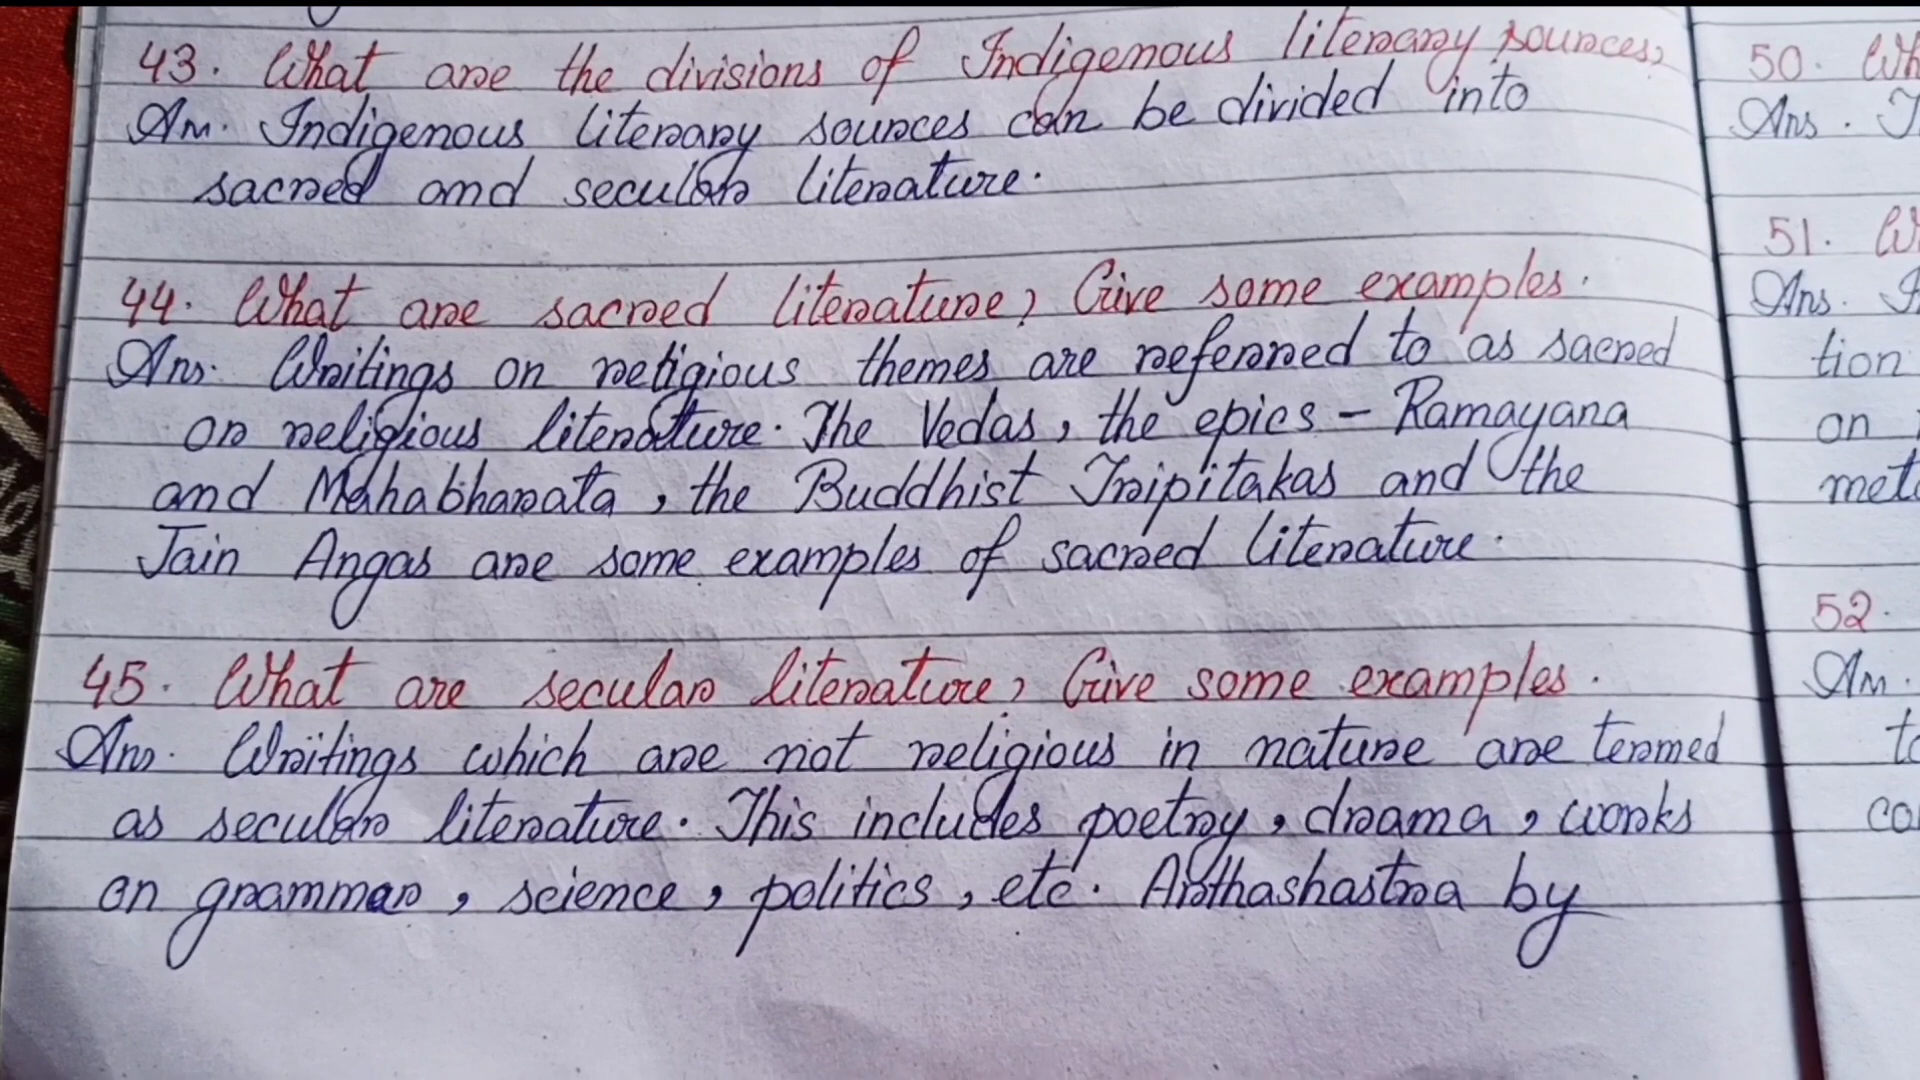 43. What are the divisions of Indigenous literary sources?
Ans. Indigenous literary sources can be divided into
sacred and secular literature.
44. What are sacred literature? Give some examples.
Ans. Writings on religious themes are referred to as sacred
or religious literature. The Vedas, the epics - Ramayana
and Mahabharata, the Buddhist Tripitakas and the
Jain Angas are some examples of sacred literature.
45. What are secular literature? Give some examples.
Ans. Writings which are not religious in nature are termed
as secular literature. This includes poetry, drama, works
on grammar, science, politics, etc. Arthashastra by
50. Wh
Ans. I
51. W
Ans.
tion
on
met
52.
Ans.
to
co